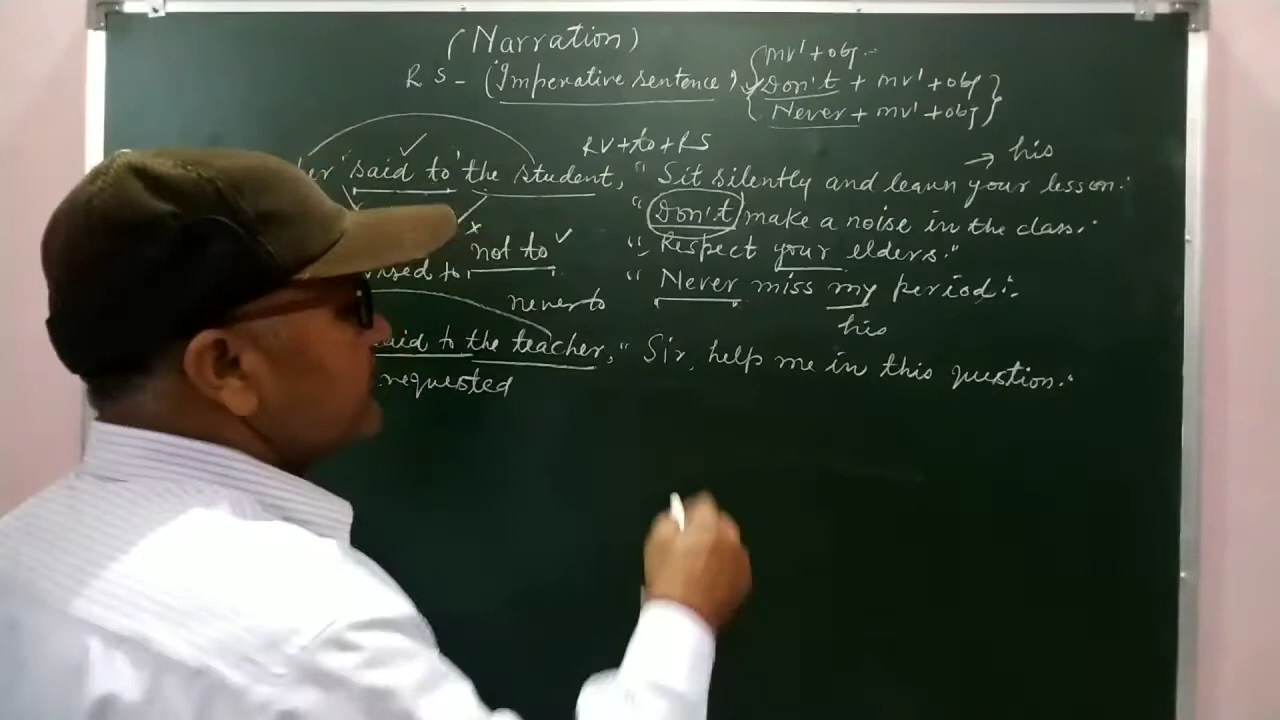 (Narration)
RS - (Imperative sentence) { mv¹ + obj.
Don't + mv¹ + obj
Never + mv¹ + obj }
RV + to + RS
→ his
said to the student, " Sit silently and learn your lesson."
" Don't make a noise in the class."
not to " Respect your elders."
to " Never miss my period."
never to
his
said to the teacher, " Sir, help me in this question."
requested